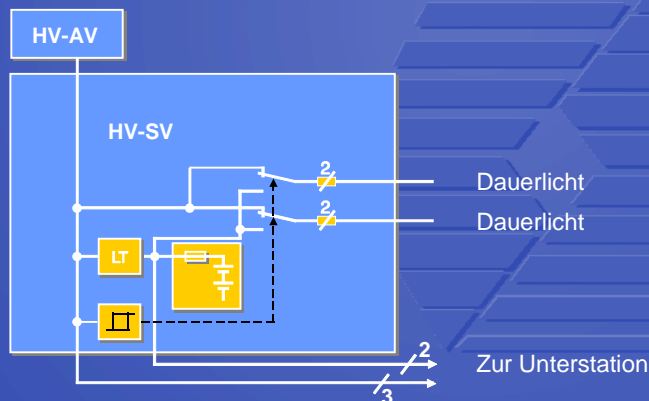 HV-AV
HV-SV
2
Dauerlicht
2
Dauerlicht
LT
2
Zur Unterstation
3